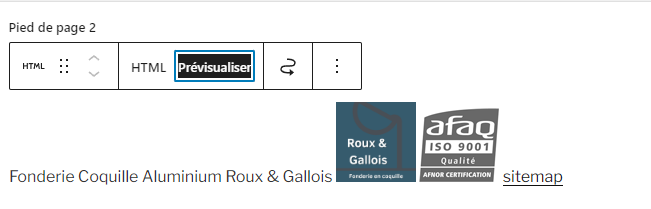 Pied de page 2
HTML HTML Prévisualiser
Roux &
Gallois
Fonderie en coquille
afaq
ISO 9001
Qualité
AFNOR CERTIFICATION
Fonderie Coquille Aluminium Roux & Gallois sitemap